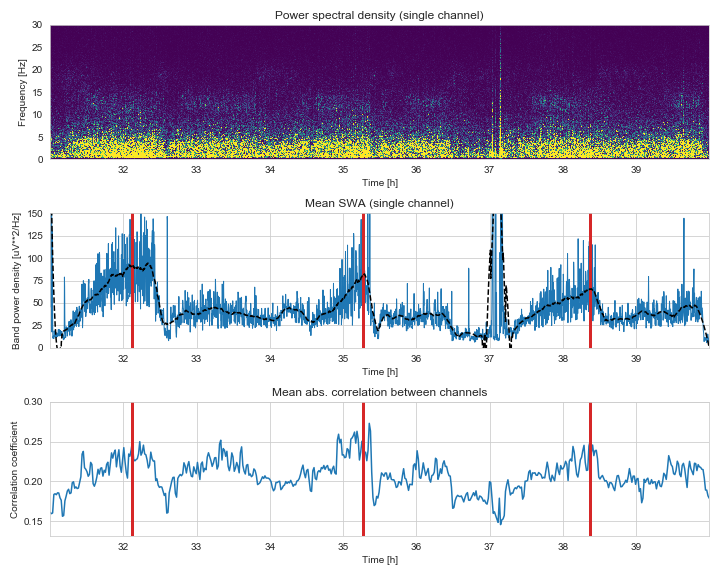 Power spectral density (single channel)
Frequency [Hz]
30
25
20
15
10
5
0
32 33 34 35 36 37 38 39
Time [h]
Mean SWA (single channel)
Band power density [uV**2/Hz]
150
125
100
75
50
25
0
32 33 34 35 36 37 38 39
Time [h]
Mean abs. correlation between channels
Correlation coefficient
0.30
0.25
0.20
0.15
32 33 34 35 36 37 38 39
Time [h]